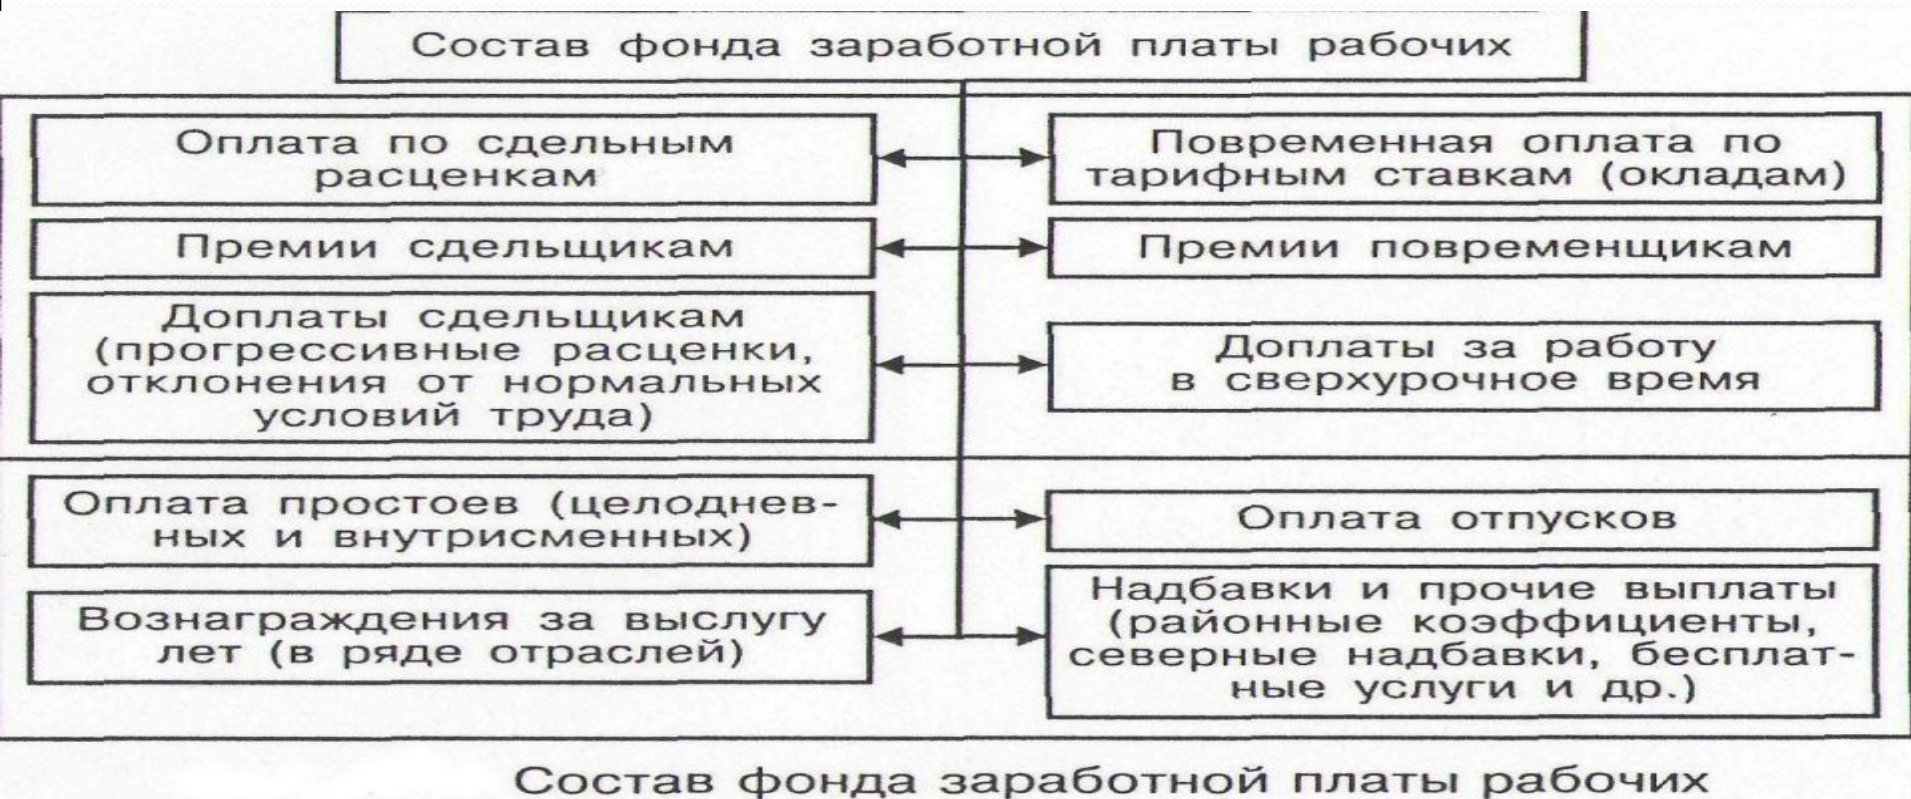 Состав фонда заработной платы рабочих
Оплата по сдельным
расценкам
Повременная оплата по
тарифным ставкам (окладам)
Премии сдельщикам
Премии повременщикам
Доплаты сдельщикам
(прогрессивные расценки,
отклонения от нормальных
условий труда)
Доплаты за работу
в сверхурочное время
Оплата простоев (целоднев-
ных и внутрисменных)
Оплата отпусков
Вознаграждения за выслугу
лет (в ряде отраслей)
Надбавки и прочие выплаты
(районные коэффициенты,
северные надбавки, бесплат-
ные услуги и др.)
Состав фонда заработной платы рабочих